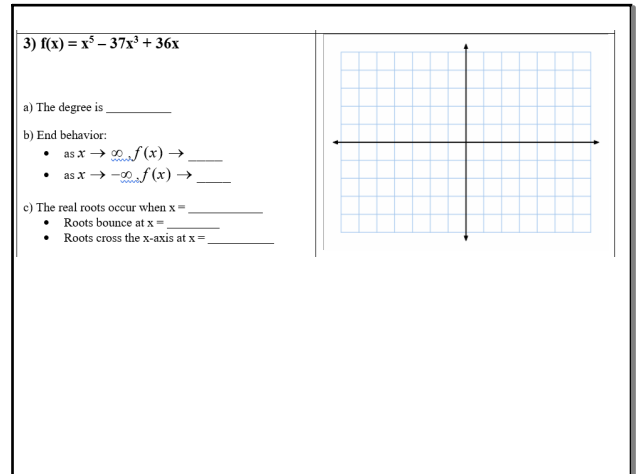 3) f(x) = x⁵ – 37x³ + 36x
a) The degree is __________
b) End behavior:
• as x → ∞, f(x) → _____
• as x → −∞, f(x) → _____
c) The real roots occur when x = ___________
• Roots bounce at x = ________
• Roots cross the x-axis at x = __________